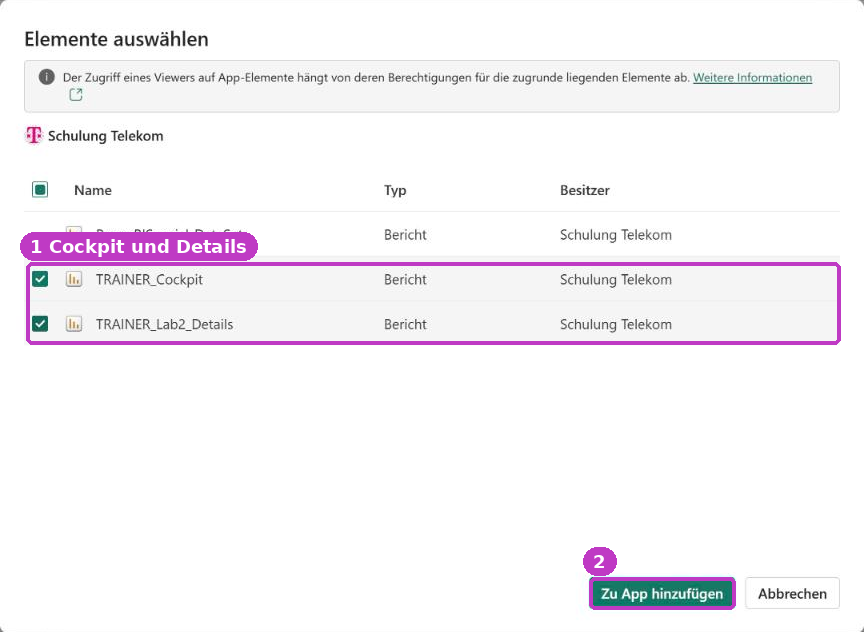 Elemente auswählen
Der Zugriff eines Viewers auf App-Elemente hängt von deren Berechtigungen für die zugrunde liegenden Elemente ab. Weitere Informationen
Schulung Telekom
Name Typ Besitzer
Bericht Schulung Telekom
1 Cockpit und Details
TRAINER_Cockpit Bericht Schulung Telekom
TRAINER_Lab2_Details Bericht Schulung Telekom
2
Zu App hinzufügen Abbrechen